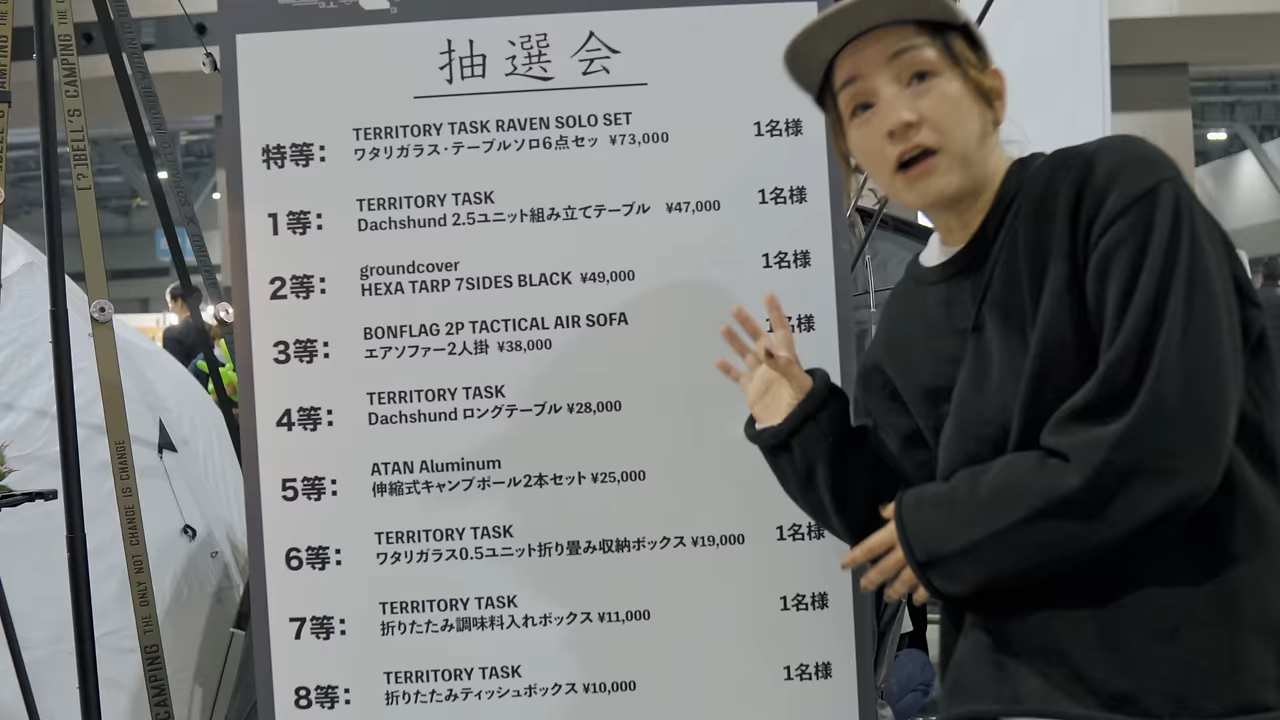 抽選会
特等: TERRITORY TASK RAVEN SOLO SET
ワタリガラス・テーブルソロ6点セッ ¥73,000 1名様
1等: TERRITORY TASK
Dachshund 2.5ユニット組み立てテーブル ¥47,000 1名様
2等: groundcover
HEXA TARP 7SIDES BLACK ¥49,000 1名様
3等: BONFLAG 2P TACTICAL AIR SOFA
エアソファー2人掛 ¥38,000 名様
4等: TERRITORY TASK
Dachshund ロングテーブル ¥28,000
5等: ATAN Aluminum
伸縮式キャンプポール2本セット ¥25,000
6等: TERRITORY TASK
ワタリガラス0.5ユニット折り畳み収納ボックス ¥19,000 1名様
7等: TERRITORY TASK
折りたたみ調味料入れボックス ¥11,000 1名様
8等: TERRITORY TASK
折りたたみティッシュボックス ¥10,000 1名様
[?]BELL'S CAMPING THE
CAMPING THE ONLY NOT CHANGE IS CHANGE